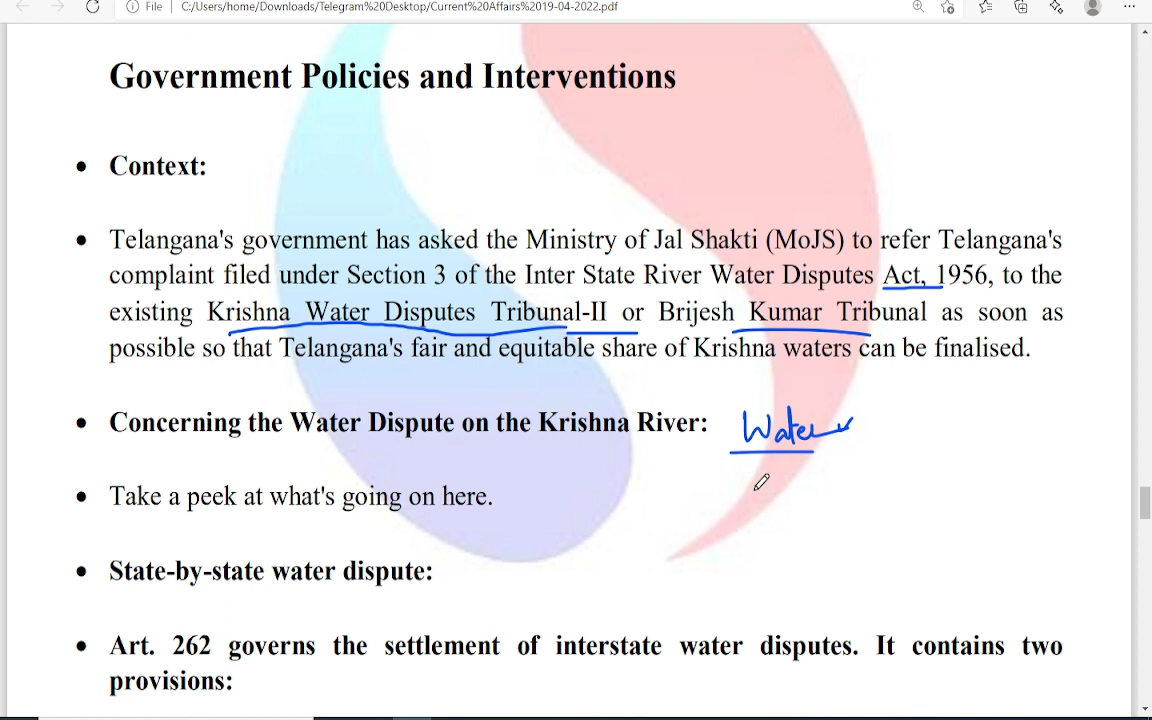 File | C:/Users/home/Downloads/Telegram%20Desktop/Current%20Affairs%2019-04-2022.pdf
Government Policies and Interventions
• Context:
• Telangana's government has asked the Ministry of Jal Shakti (MoJS) to refer Telangana's
complaint filed under Section 3 of the Inter State River Water Disputes Act, 1956, to the
existing Krishna Water Disputes Tribunal-II or Brijesh Kumar Tribunal as soon as
possible so that Telangana's fair and equitable share of Krishna waters can be finalised.
• Concerning the Water Dispute on the Krishna River: Water
• Take a peek at what's going on here.
• State-by-state water dispute:
• Art. 262 governs the settlement of interstate water disputes. It contains two
provisions: